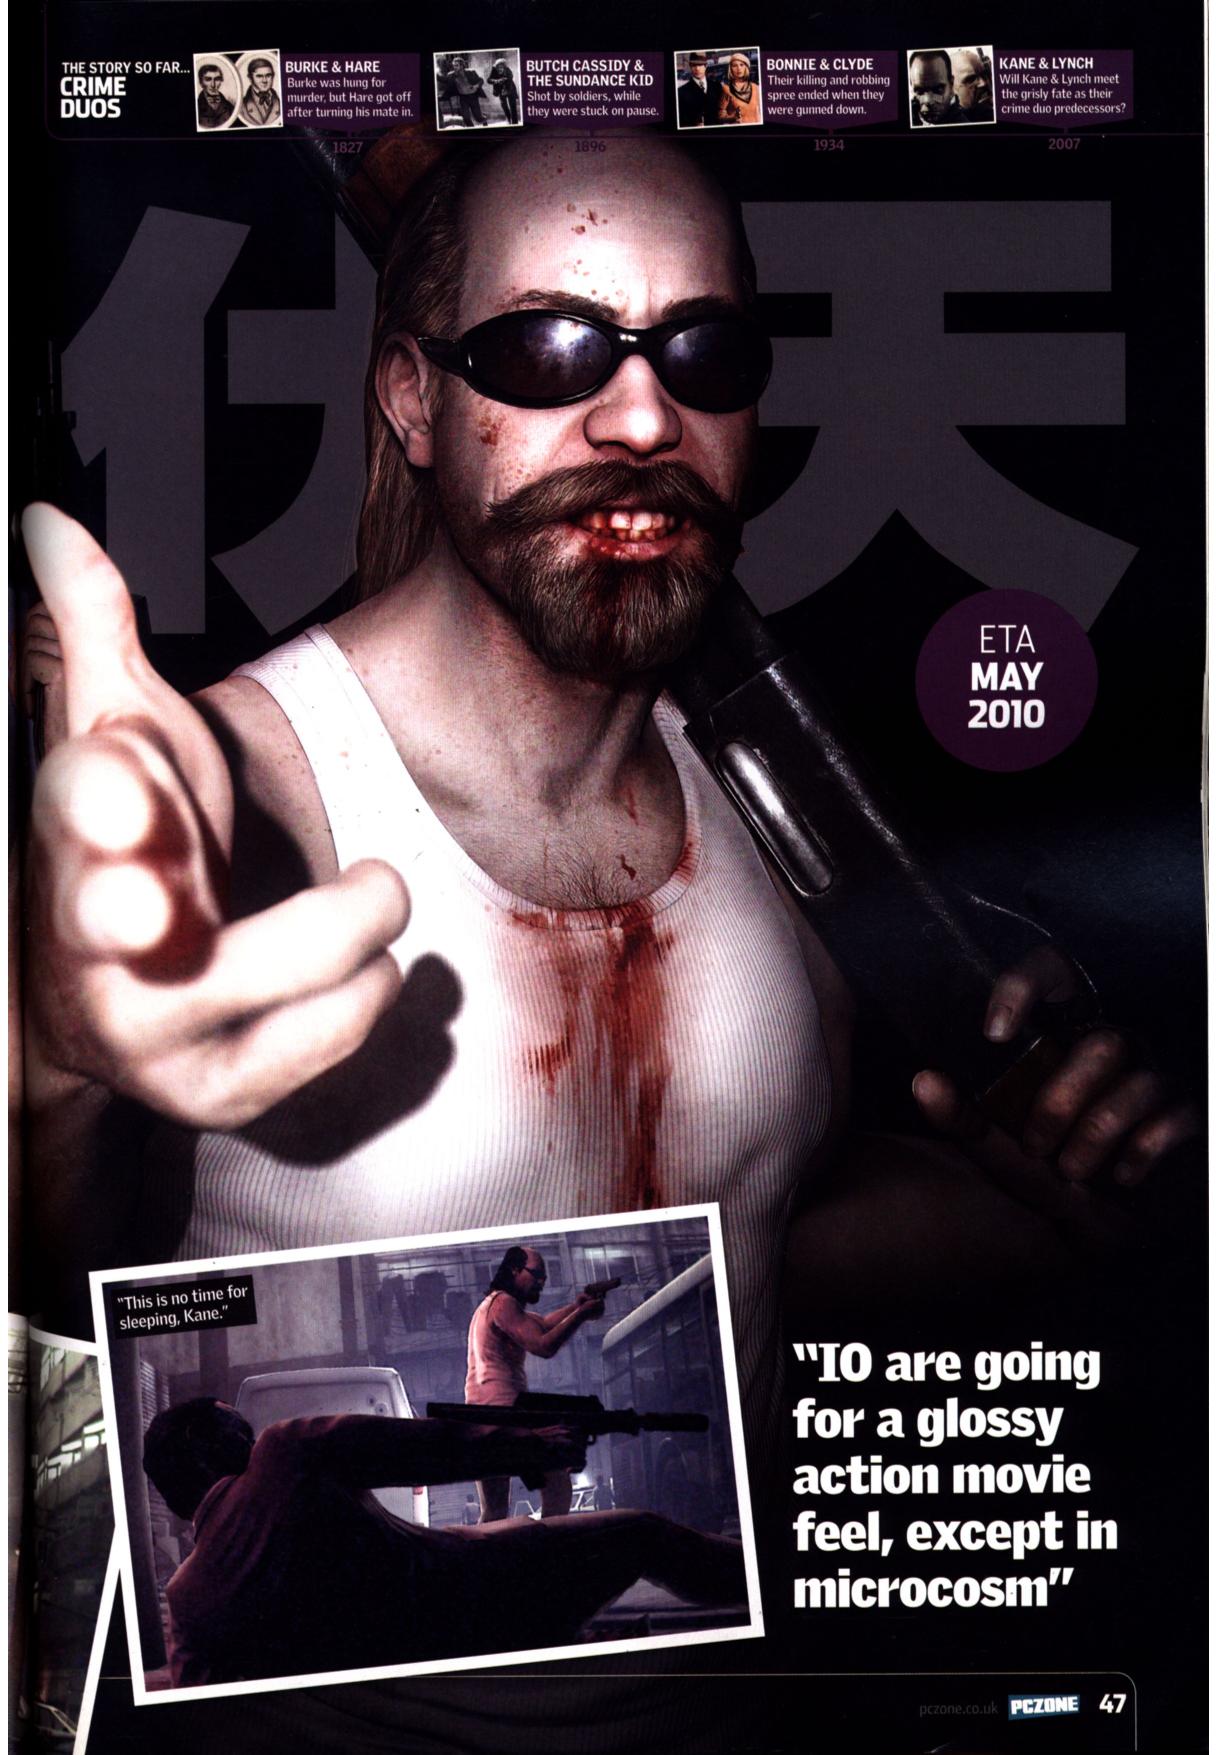 THE STORY SO FAR...
CRIME
DUOS
BURKE & HARE
Burke was hung for
murder, but Hare got off
after turning his mate in.
1827
BUTCH CASSIDY &
THE SUNDANCE KID
Shot by soldiers, while
they were stuck on pause.
1896
BONNIE & CLYDE
Their killing and robbing
spree ended when they
were gunned down.
1934
KANE & LYNCH
Will Kane & Lynch meet
the grisly fate as their
crime duo predecessors?
2007
ETA
MAY
2010
"This is no time for
sleeping, Kane."
"IO are going
for a glossy
action movie
feel, except in
microcosm"
pczone.co.uk PCZONE 47